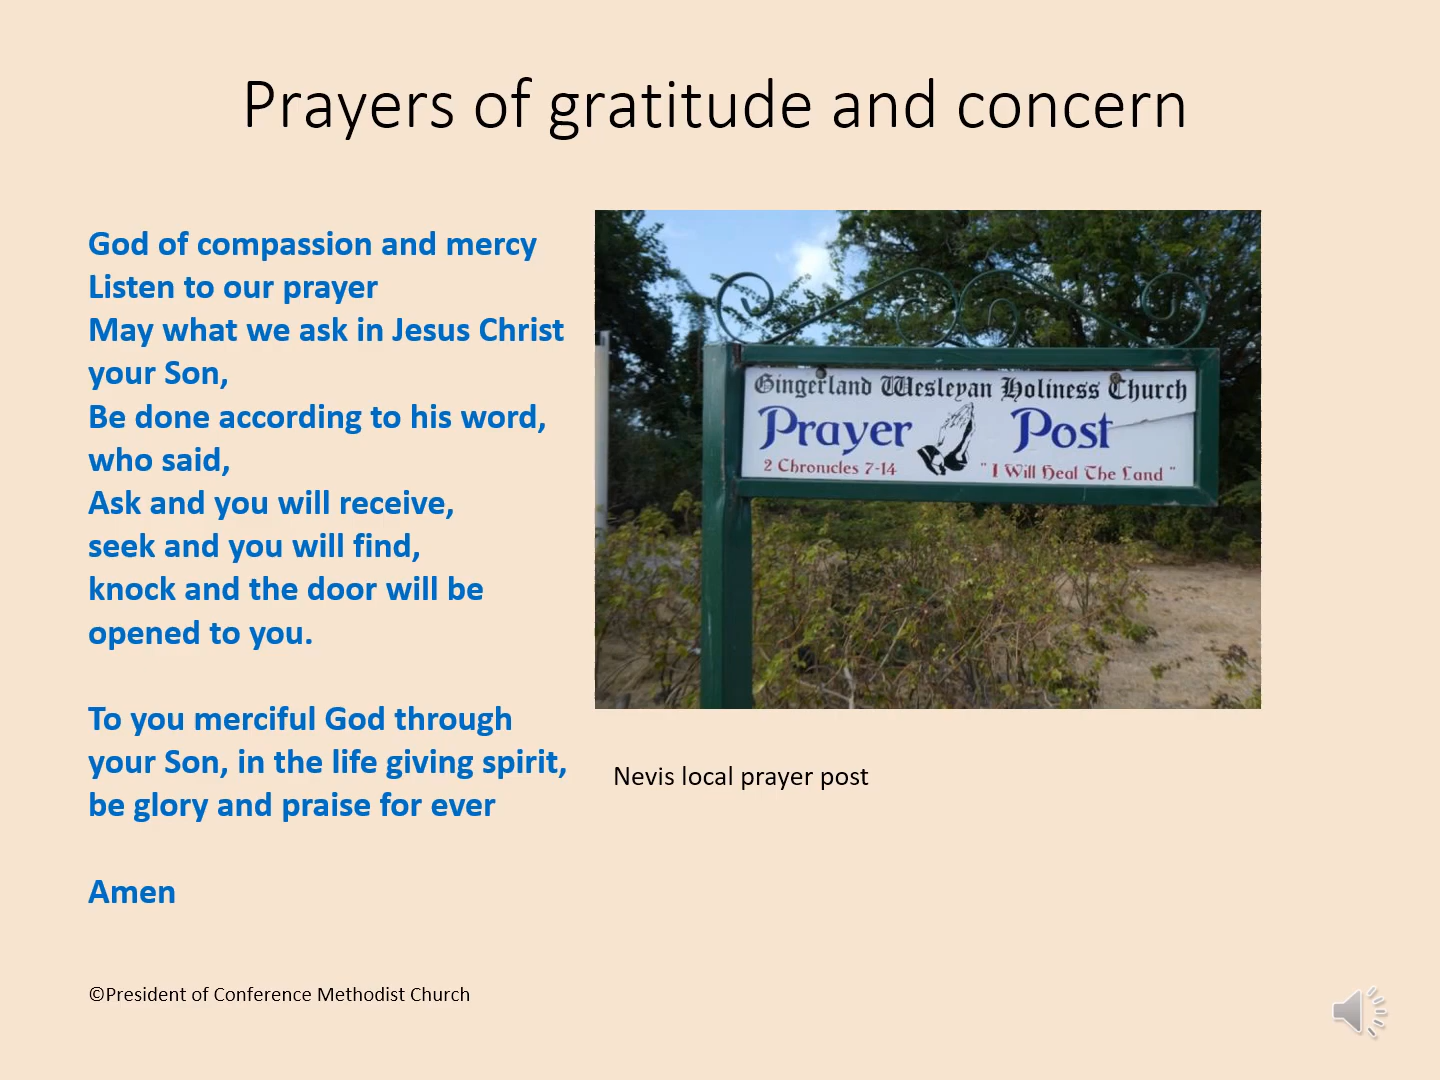 Prayers of gratitude and concern
God of compassion and mercy
Listen to our prayer
May what we ask in Jesus Christ
your Son,
Be done according to his word,
who said,
Ask and you will receive,
seek and you will find,
knock and the door will be
opened to you.
To you merciful God through
your Son, in the life giving spirit,
be glory and praise for ever
Amen
©President of Conference Methodist Church
Gingerland Wesleyan Holiness Church
Prayer Post
2 Chronicles 7-14 "I Will Heal The Land"
Nevis local prayer post